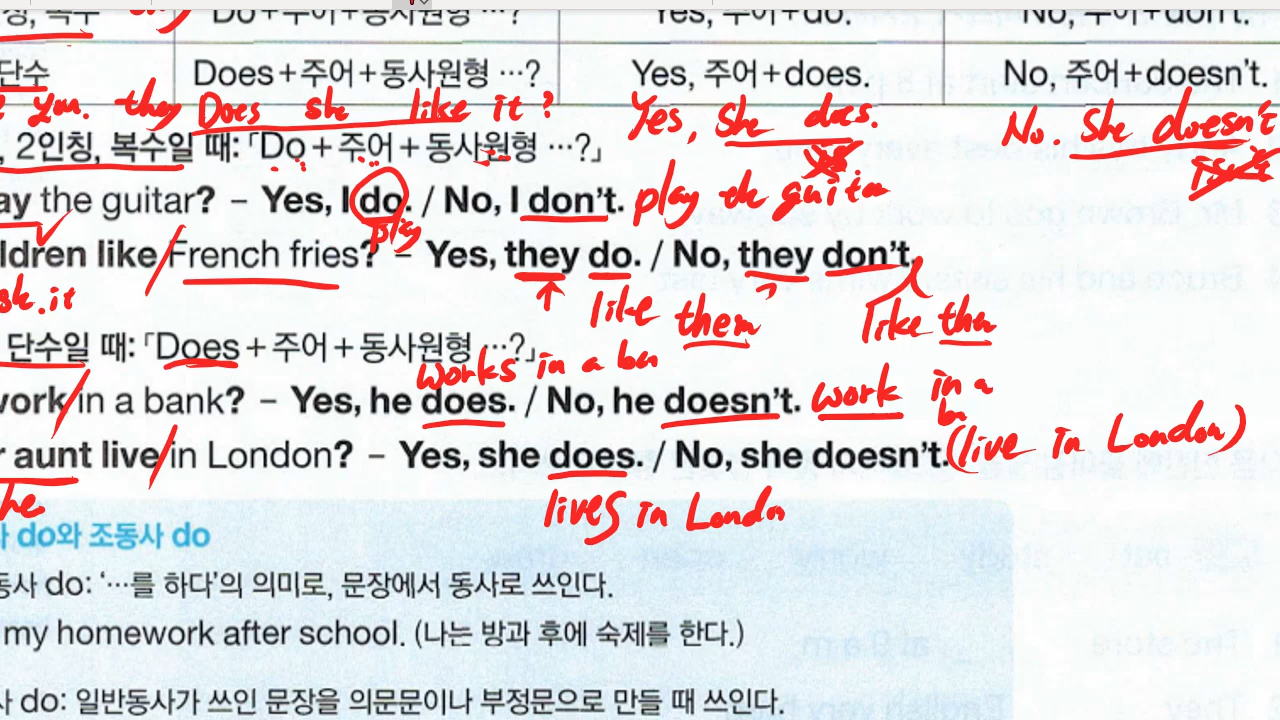 Do+주어+동사원형 …? Yes, 주어+do. No, 주어+don't.
단수 Does+주어+동사원형 …? Yes, 주어+does. No, 주어+doesn't.
you. they Does she like it? Yes, she does. No she doesn't
, 2인칭, 복수일 때: 「Do+주어+동사원형 …?」
ay the guitar? – Yes, I do. / No, I don't. play the guitar
play
ldren like / French fries? – Yes, they do. / No, they don't.
sk. it like them like them
단수일 때: 「Does+주어+동사원형 …?」
works in a ban
work / in a bank? – Yes, he does. / No, he doesn't. work in a
ba
r aunt live / in London? – Yes, she does. / No, she doesn't. (live in London)
he lives in London
사 do와 조동사 do
동사 do: '…를 하다'의 의미로, 문장에서 동사로 쓰인다.
my homework after school. (나는 방과 후에 숙제를 한다.)
사 do: 일반동사가 쓰인 문장을 의문문이나 부정문으로 만들 때 쓰인다.